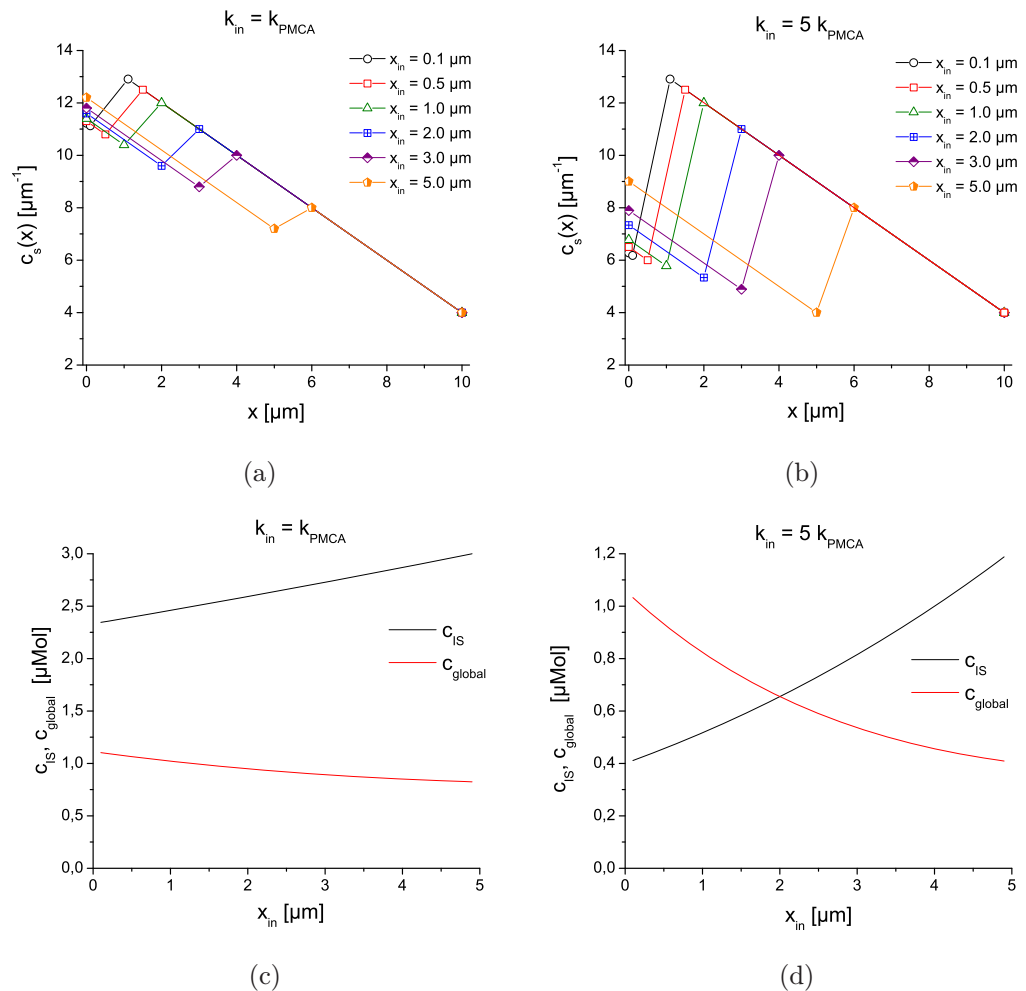 k_in = k_PMCA
14
12
10
8
6
4
2
0 2 4 6 8 10
c_s(x) [µm⁻¹]
x [µm]
x_in = 0.1 µm
x_in = 0.5 µm
x_in = 1.0 µm
x_in = 2.0 µm
x_in = 3.0 µm
x_in = 5.0 µm
(a)
k_in = 5 k_PMCA
14
12
10
8
6
4
2
0 2 4 6 8 10
c_s(x) [µm⁻¹]
x [µm]
x_in = 0.1 µm
x_in = 0.5 µm
x_in = 1.0 µm
x_in = 2.0 µm
x_in = 3.0 µm
x_in = 5.0 µm
(b)
k_in = k_PMCA
3,0
2,5
2,0
1,5
1,0
0,5
0,0
0 1 2 3 4 5
c_IS, c_global [µMol]
x_in [µm]
c_IS
c_global
(c)
k_in = 5 k_PMCA
1,2
1,0
0,8
0,6
0,4
0,2
0,0
0 1 2 3 4 5
c_IS, c_global [µMol]
x_in [µm]
c_IS
c_global
(d)